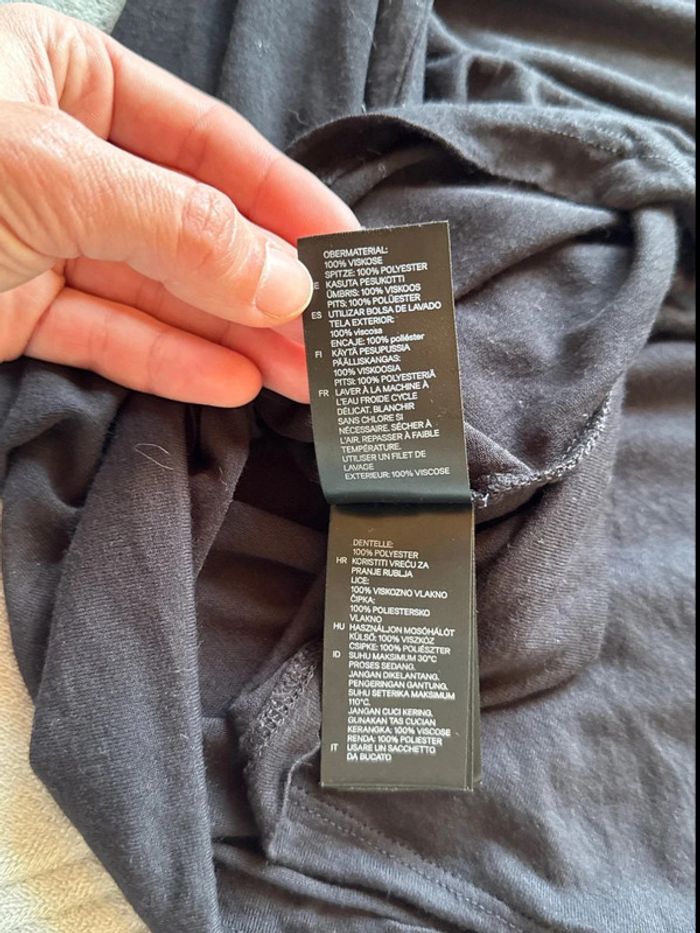 OBERMATERIAL:
100% VISKOSE
SPITZE: 100% POLYESTER
E KASUTA PESUKOTTI
ÜMBRIS: 100% VISKOOS
PITS: 100% POLÜESTER
ES UTILIZAR BOLSA DE LAVADO
TELA EXTERIOR:
100% viscosa
ENCAJE: 100% poliéster
FI KÄYTÄ PESUPUSSIA
PÄÄLLISKANGAS:
100% VISKOOSIA
PITSI: 100% POLYESTERIÄ
FR LAVER À LA MACHINE À
L'EAU FROIDE CYCLE
DÉLICAT. BLANCHIR
SANS CHLORE SI
NÉCESSAIRE. SÉCHER À
L'AIR. REPASSER À FAIBLE
TEMPÉRATURE.
UTILISER UN FILET DE
LAVAGE
EXTERIEUR: 100% VISCOSE
DENTELLE:
100% POLYESTER
HR KORISTITI VREĆU ZA
PRANJE RUBLJA
LICE:
100% VISKOZNO VLAKNO
ČIPKA:
100% POLIESTERSKO
VLAKNO
HU HASZNÁLJON MOSÓHÁLÓT
KÜLSŐ: 100% VISZKÓZ
CSIPKE: 100% POLIÉSZTER
ID SUHU MAKSIMUM 30°C
PROSES SEDANG.
JANGAN DIKELANTANG.
PENGERINGAN GANTUNG.
SUHU SETERIKA MAKSIMUM
110°C.
JANGAN CUCI KERING.
GUNAKAN TAS CUCIAN
KERANGKA: 100% VISCOSE
RENDA: 100% POLIESTER
IT USARE UN SACCHETTO
DA BUCATO